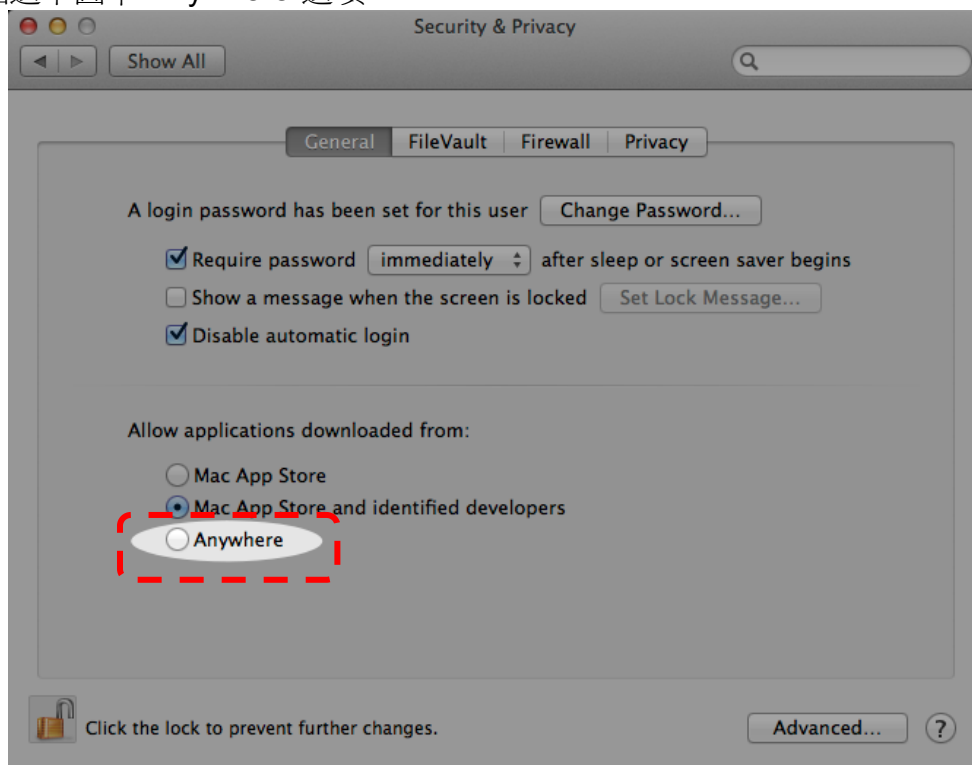 Security & Privacy
Show All
General FileVault Firewall Privacy
A login password has been set for this user Change Password...
Require password immediately after sleep or screen saver begins
Show a message when the screen is locked Set Lock Message...
Disable automatic login
Allow applications downloaded from:
Mac App Store
Mac App Store and identified developers
Anywhere
Click the lock to prevent further changes. Advanced... ?